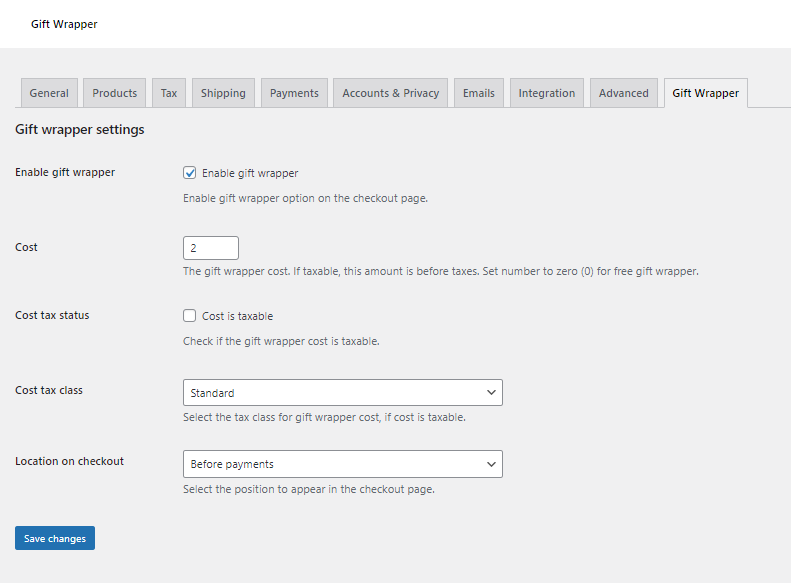 Gift Wrapper
General Products Tax Shipping Payments Accounts & Privacy Emails Integration Advanced Gift Wrapper
Gift wrapper settings
Enable gift wrapper Enable gift wrapper
Enable gift wrapper option on the checkout page.
Cost 2
The gift wrapper cost. If taxable, this amount is before taxes. Set number to zero (0) for free gift wrapper.
Cost tax status Cost is taxable
Check if the gift wrapper cost is taxable.
Cost tax class Standard
Select the tax class for gift wrapper cost, if cost is taxable.
Location on checkout Before payments
Select the position to appear in the checkout page.
Save changes